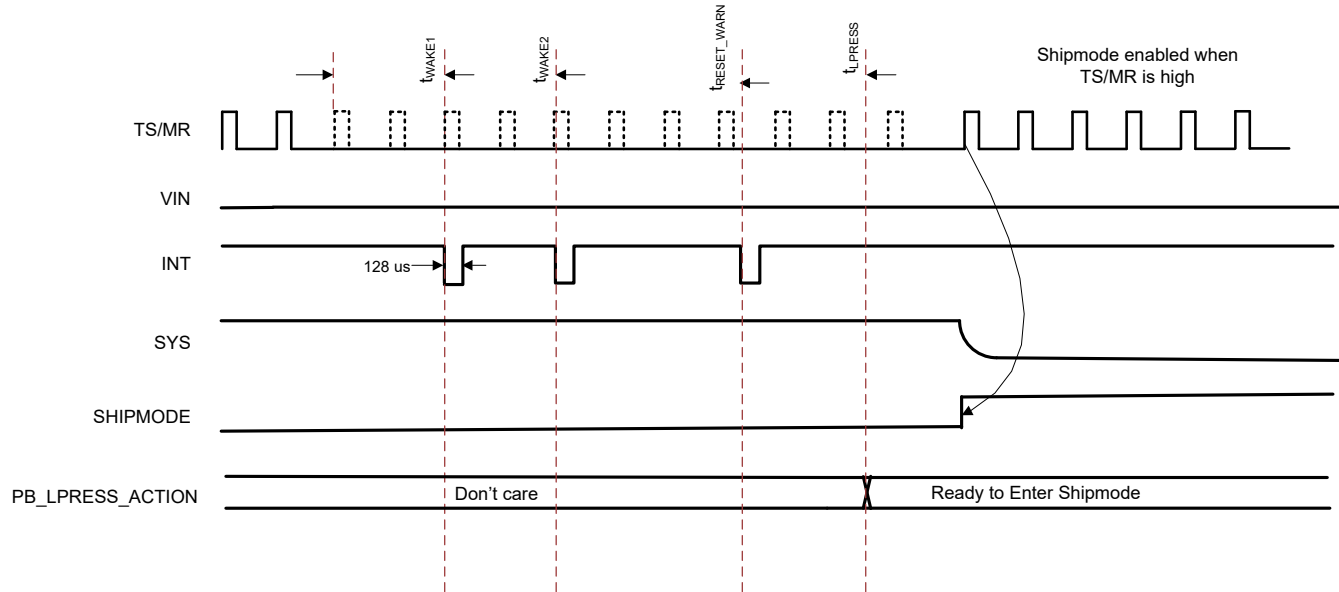 tWAKE1
tWAKE2
tRESET_WARN
tLPRESS
Shipmode enabled when
TS/MR is high
TS/MR
VIN
INT
128 us
SYS
SHIPMODE
PB_LPRESS_ACTION
Don't care
Ready to Enter Shipmode